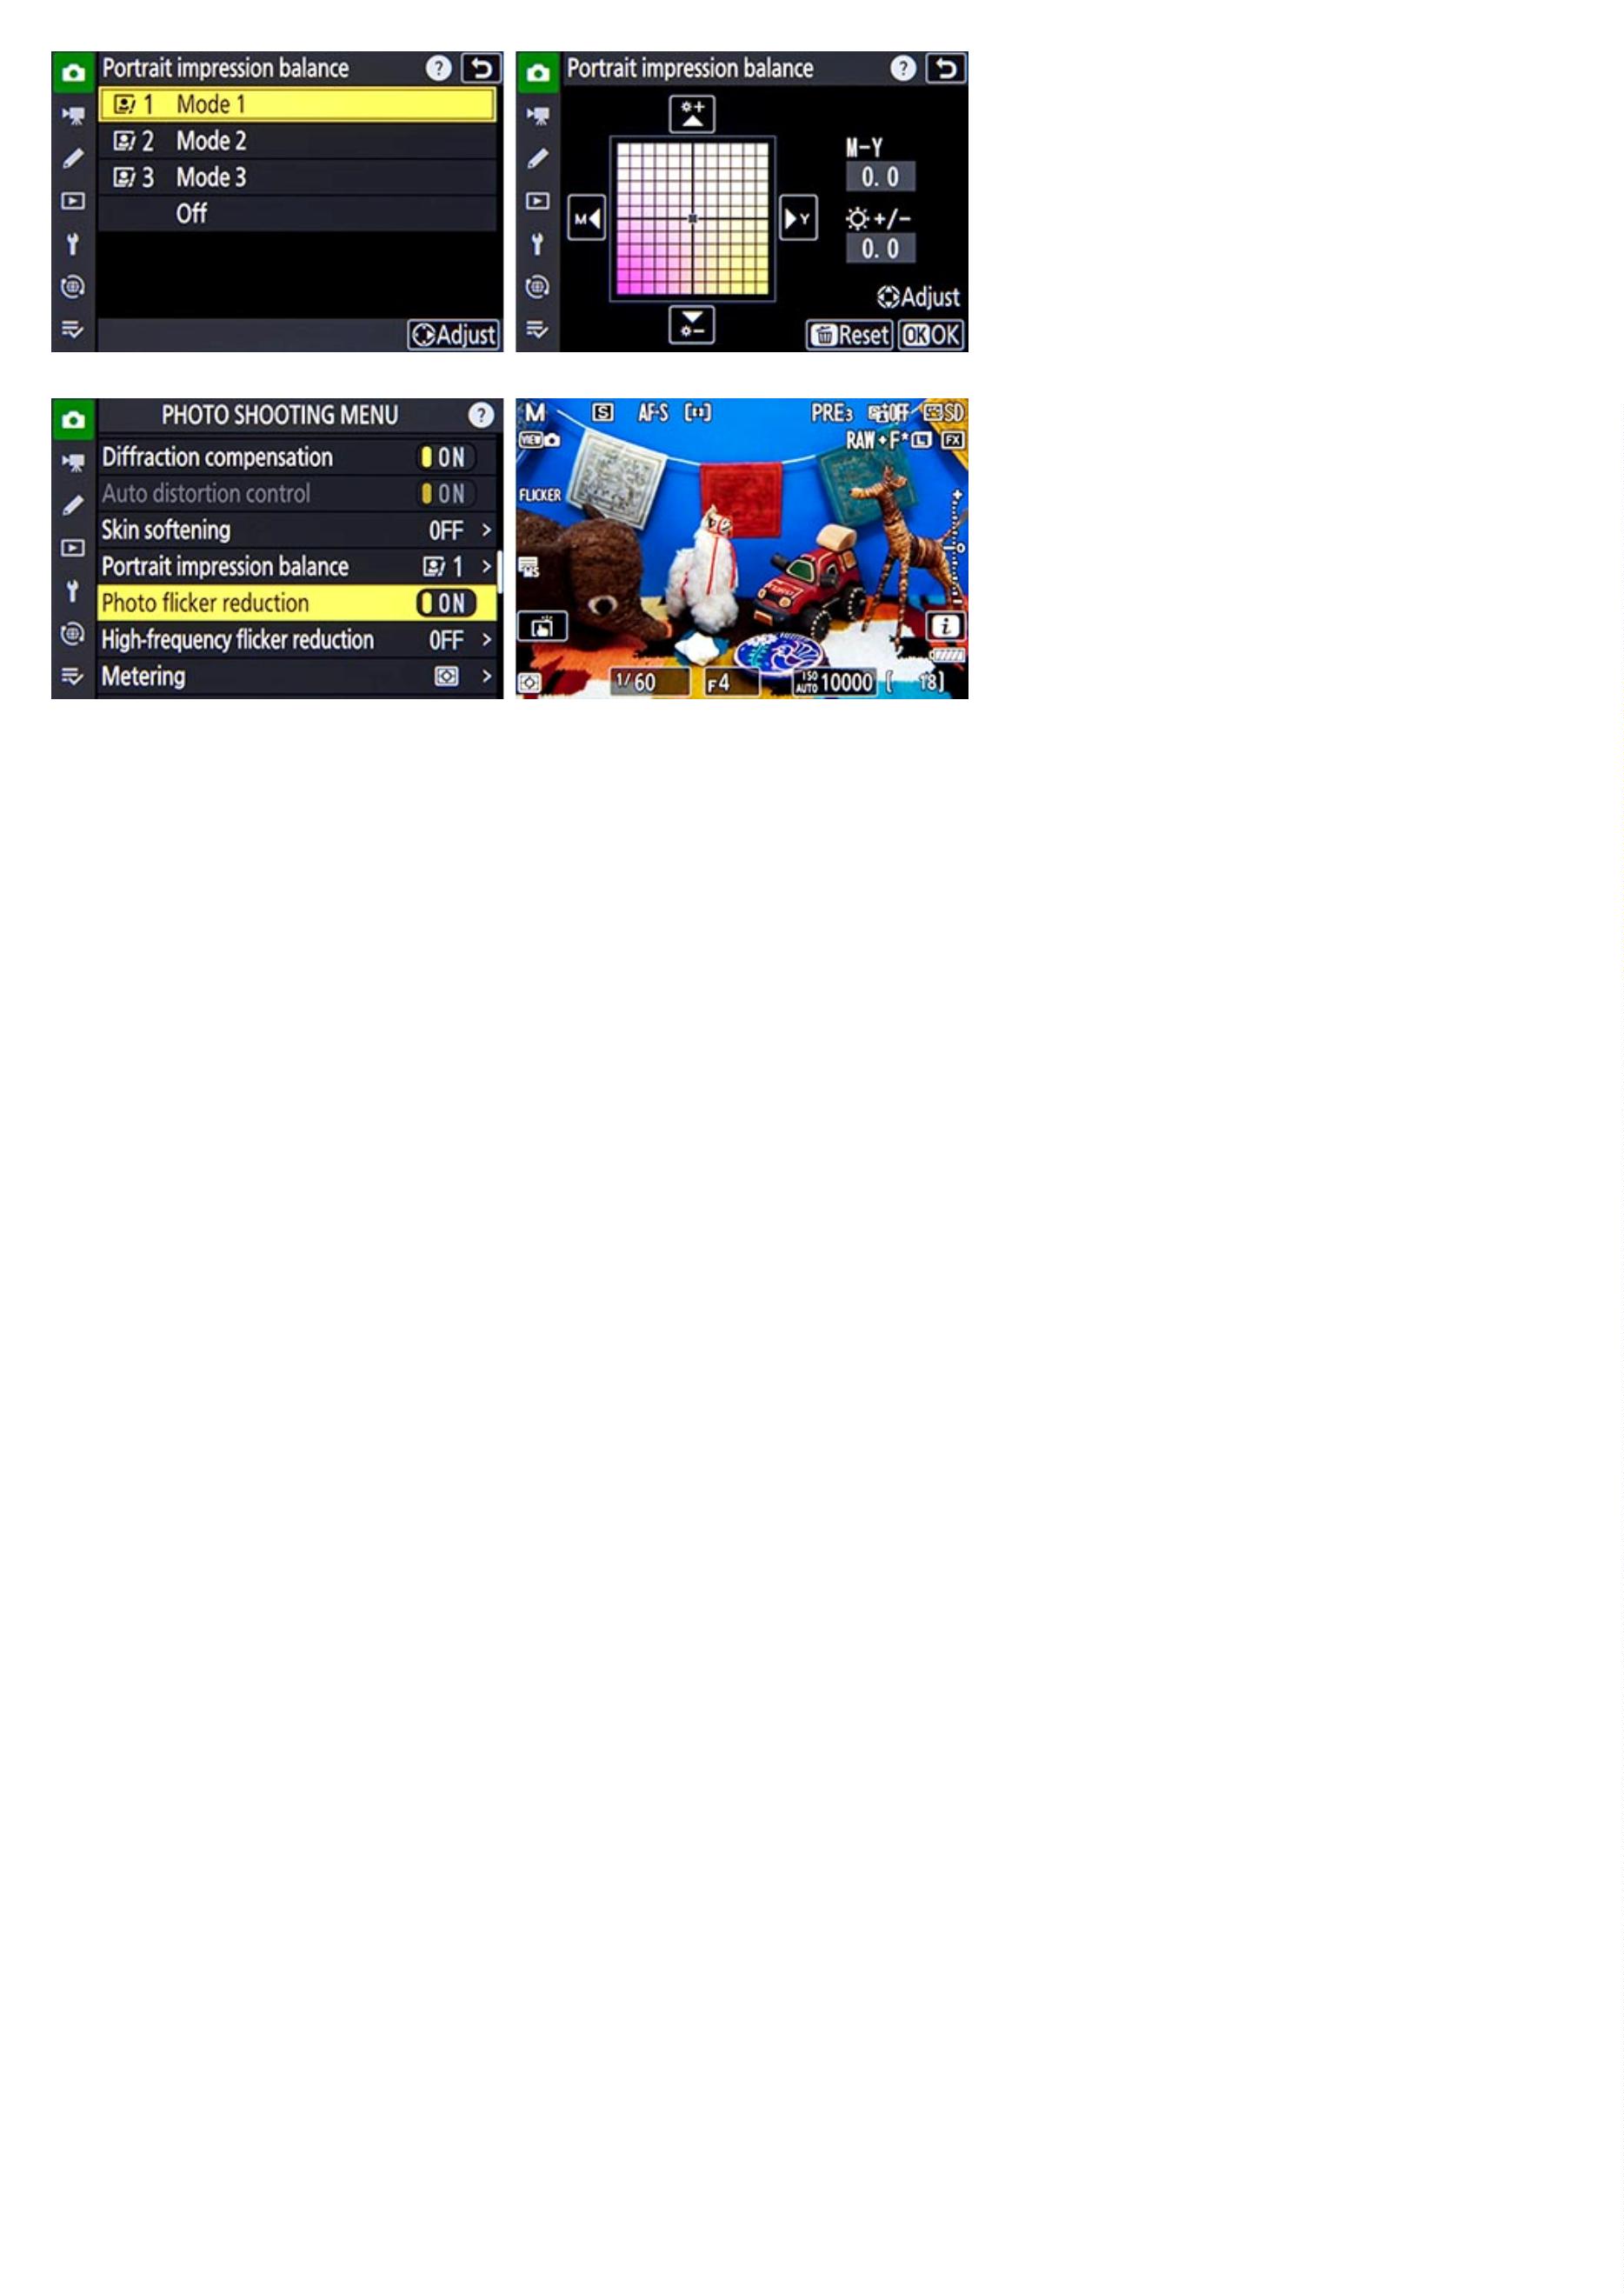 Portrait impression balance ?
1 Mode 1
2 Mode 2
3 Mode 3
Off
Adjust
Portrait impression balance ?
+
M-Y
0.0
M Y
+/-
0.0
Adjust
-
Reset OK OK
PHOTO SHOOTING MENU ?
Diffraction compensation ON
Auto distortion control ON
Skin softening OFF >
Portrait impression balance 1 >
Photo flicker reduction ON
High-frequency flicker reduction OFF >
Metering >
M S AF-S PRE3 OFF SD
VIEW RAW+F★ L FX
FLICKER
+
0
i
1/60 F4 ISO AUTO 10000 [ 18]